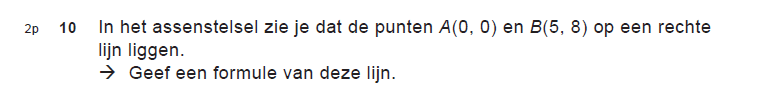 2p 10 In het assenstelsel zie je dat de punten A(0, 0) en B(5, 8) op een rechte
lijn liggen.
→ Geef een formule van deze lijn.